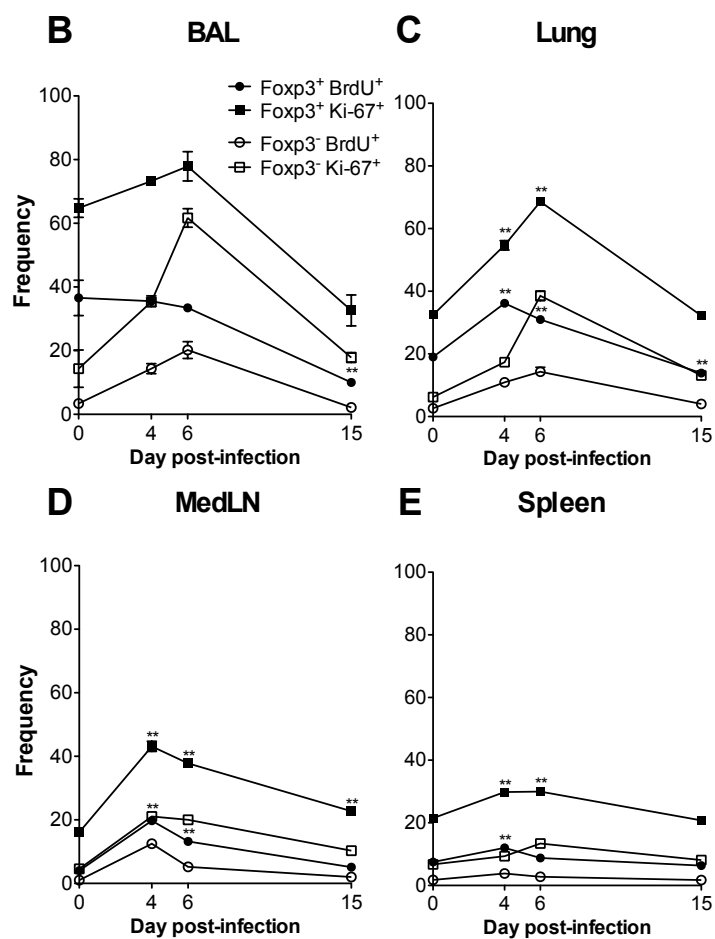 B BAL
C Lung
Foxp3⁺ BrdU⁺
Foxp3⁺ Ki-67⁺
Foxp3⁻ BrdU⁺
Foxp3⁻ Ki-67⁺
100
80
60
40
20
0
Frequency
**
0 4 6 15
Day post-infection
100
80
60
40
20
0
**
**
**
**
**
0 4 6 15
Day post-infection
D MedLN
E Spleen
100
80
60
40
20
0
Frequency
**
**
**
**
**
0 4 6 15
Day post-infection
100
80
60
40
20
0
** **
**
0 4 6 15
Day post-infection